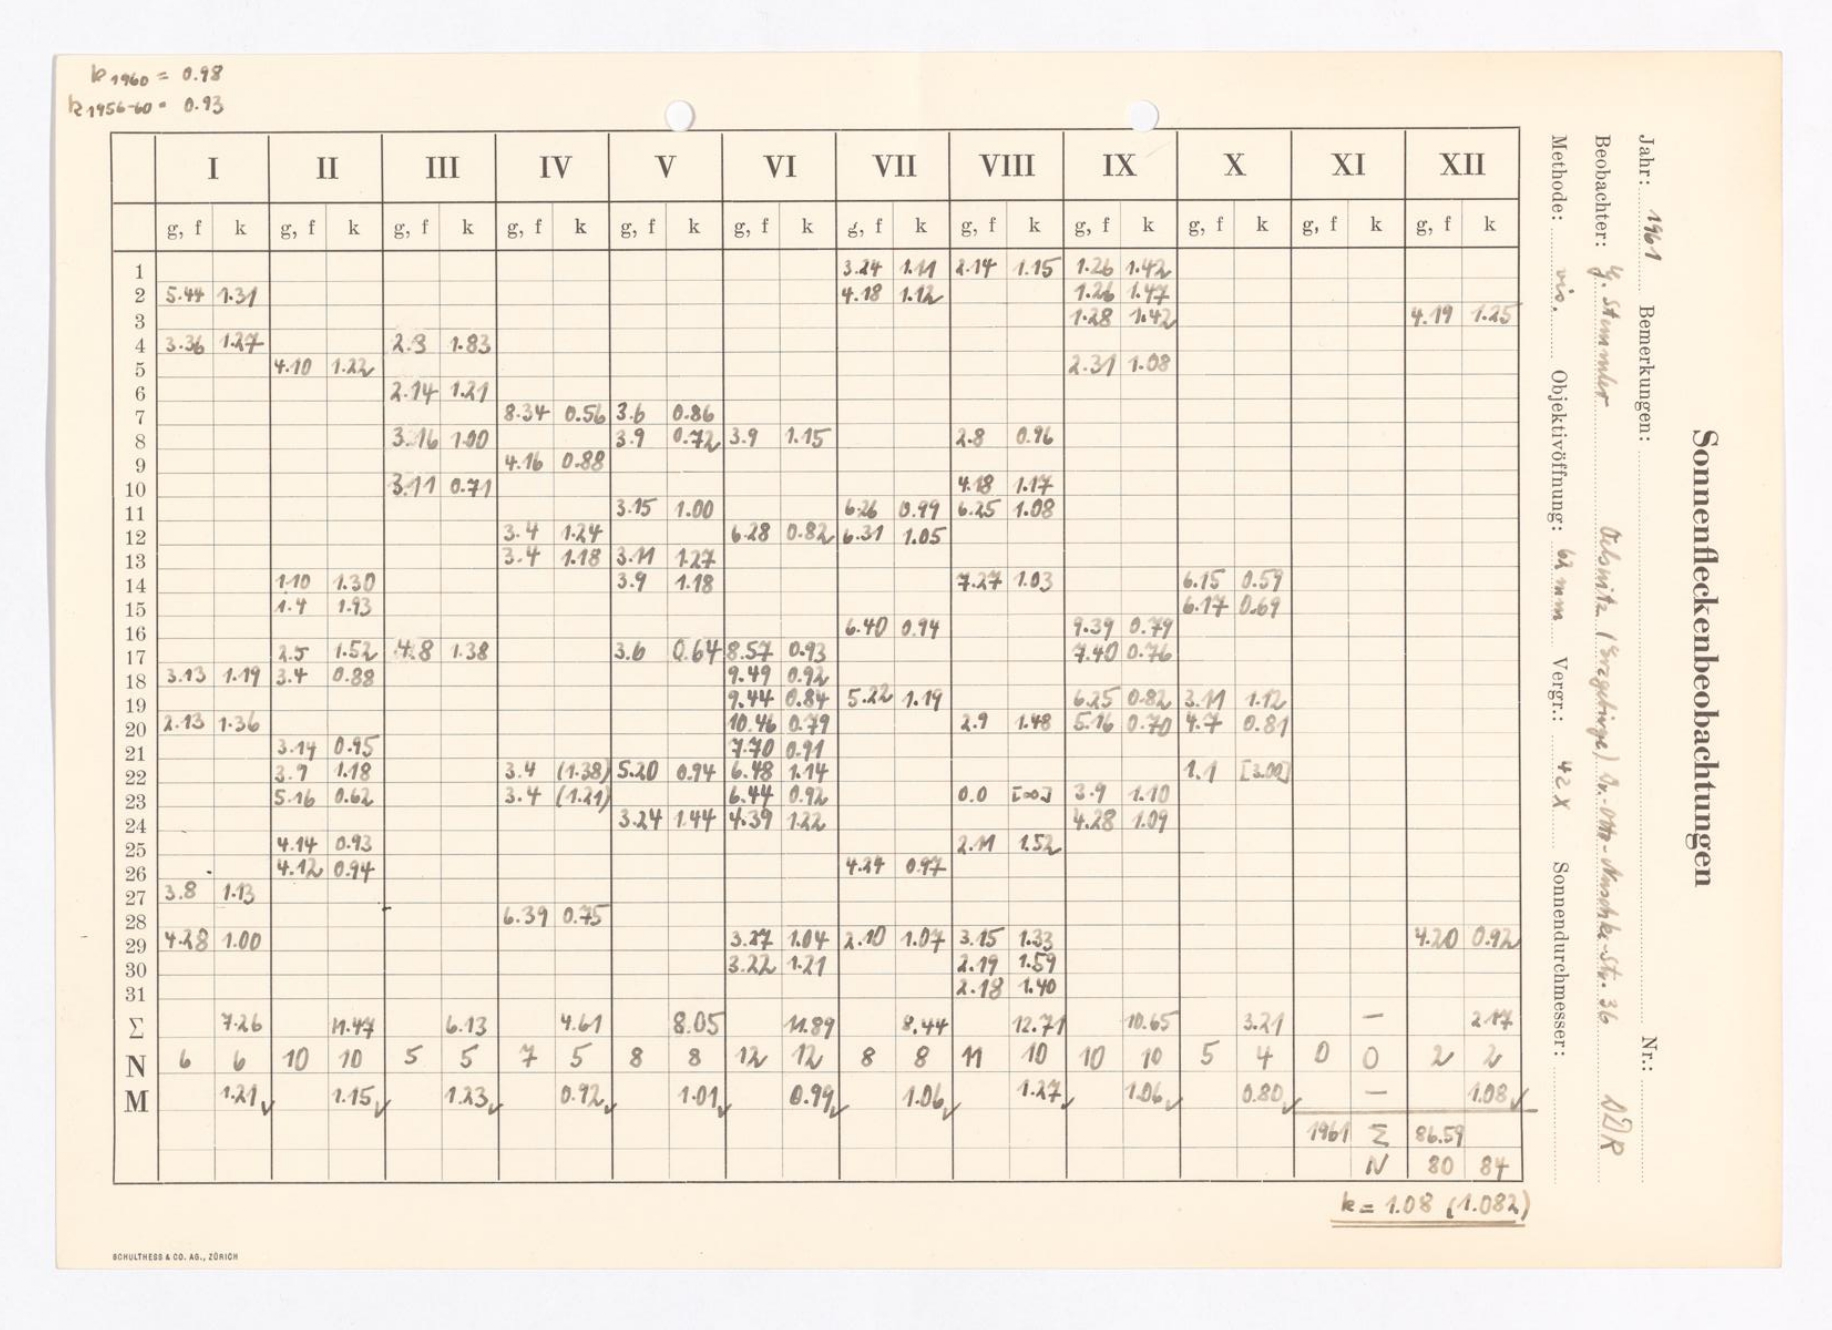 k 1960 = 0.98
k 1956-60 = 0.93
I II III IV V VI VII VIII IX X XI XII
g, f k g, f k g, f k g, f k g, f k g, f k g, f k g, f k g, f k g, f k g, f k g, f k
1 3.24 1.11 2.14 1.15 1.26 1.42
2 5.44 1.31 4.18 1.12 1.26 1.47
3 1.28 1.42 4.19 1.25
4 3.36 1.27 2.3 1.83
5 4.10 1.22 2.31 1.08
6 2.14 1.21
7 8.34 0.56 3.6 0.86
8 3.16 1.00 3.9 0.72 3.9 1.15 2.8 0.96
9 4.16 0.88
10 3.11 0.71 4.18 1.17
11 3.15 1.00 6.26 0.99 6.25 1.08
12 3.4 1.24 6.28 0.82 6.31 1.05
13 3.4 1.18 3.11 1.27
14 1.10 1.30 3.9 1.18 7.27 1.03 6.15 0.59
15 1.4 1.93 6.17 0.69
16 6.40 0.94 9.39 0.79
17 2.5 1.52 4.8 1.38 3.6 0.64 8.57 0.93 7.40 0.76
18 3.13 1.19 3.4 0.88 9.49 0.92
19 9.44 0.84 5.22 1.19 6.25 0.82 3.11 1.12
20 2.13 1.36 10.46 0.79 2.9 1.48 5.16 0.70 4.7 0.81
21 3.14 0.95 7.70 0.91
22 3.9 1.18 3.4 (1.38) 5.20 0.94 6.48 1.14 1.1 [3.00]
23 5.16 0.62 3.4 (1.21) 6.44 0.92 0.0 [∞] 3.9 1.10
24 3.24 1.44 4.39 1.22 4.28 1.09
25 4.14 0.93 2.11 1.52
26 4.12 0.94 4.24 0.97
27 3.8 1.13
28 6.39 0.75
29 4.28 1.00 3.27 1.04 2.10 1.07 3.15 1.33 4.20 0.92
30 3.22 1.21 2.19 1.59
31 2.18 1.40
Σ 7.26 11.47 6.13 4.61 8.05 11.89 8.44 12.71 10.65 3.21 — 2.17
N 6 6 10 10 5 5 7 5 8 8 12 12 8 8 11 10 10 10 5 4 0 0 2 2
M 1.21✓ 1.15✓ 1.23✓ 0.92✓ 1.01✓ 0.99✓ 1.06✓ 1.27✓ 1.06✓ 0.80✓ — 1.08✓
1961 Σ 86.59
N 80 84
k = 1.08 (1.082)
SCHULTHESS & CO. AG., ZÜRICH
Sonnenfleckenbeobachtungen
Jahr: 1961 Bemerkungen: Nr.:
Beobachter: Oelsnitz (Erzgebirge) Dr.-Otto-Nuschke-Str. 36 DDR
Methode: vis. Objektivöffnung: 62 mm Vergr.: 42 X Sonnendurchmesser: